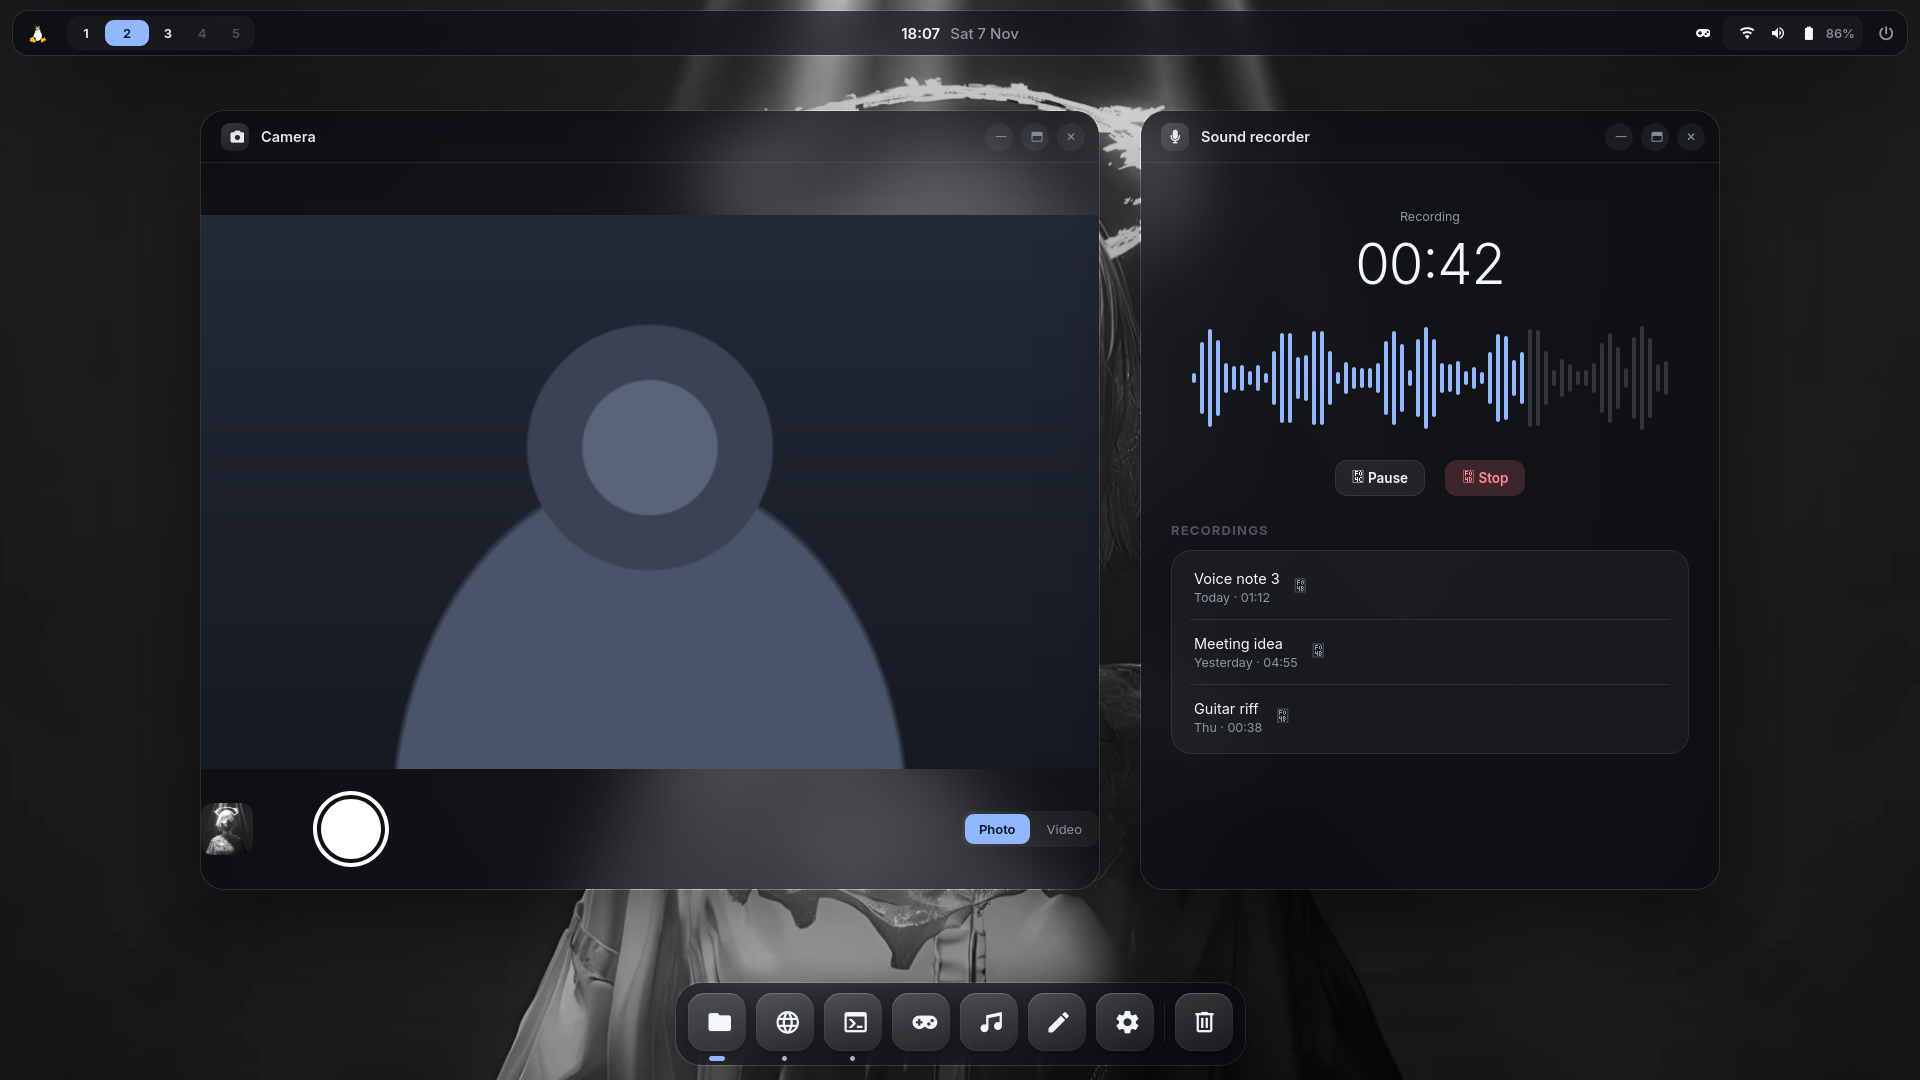 1 2 3 4 5
18:07 Sat 7 Nov
86%
Camera
Photo Video
Sound recorder
Recording
00:42
Pause Stop
RECORDINGS
Voice note 3
Today · 01:12
Meeting idea
Yesterday · 04:55
Guitar riff
Thu · 00:38